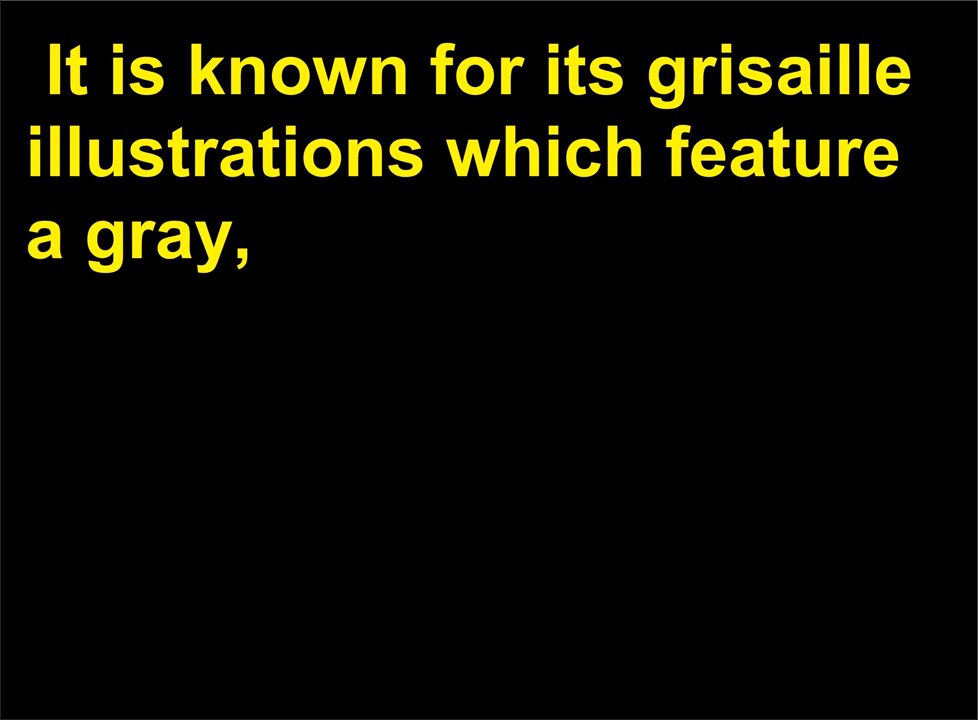 It is known for its grisaille
illustrations which feature
a gray,